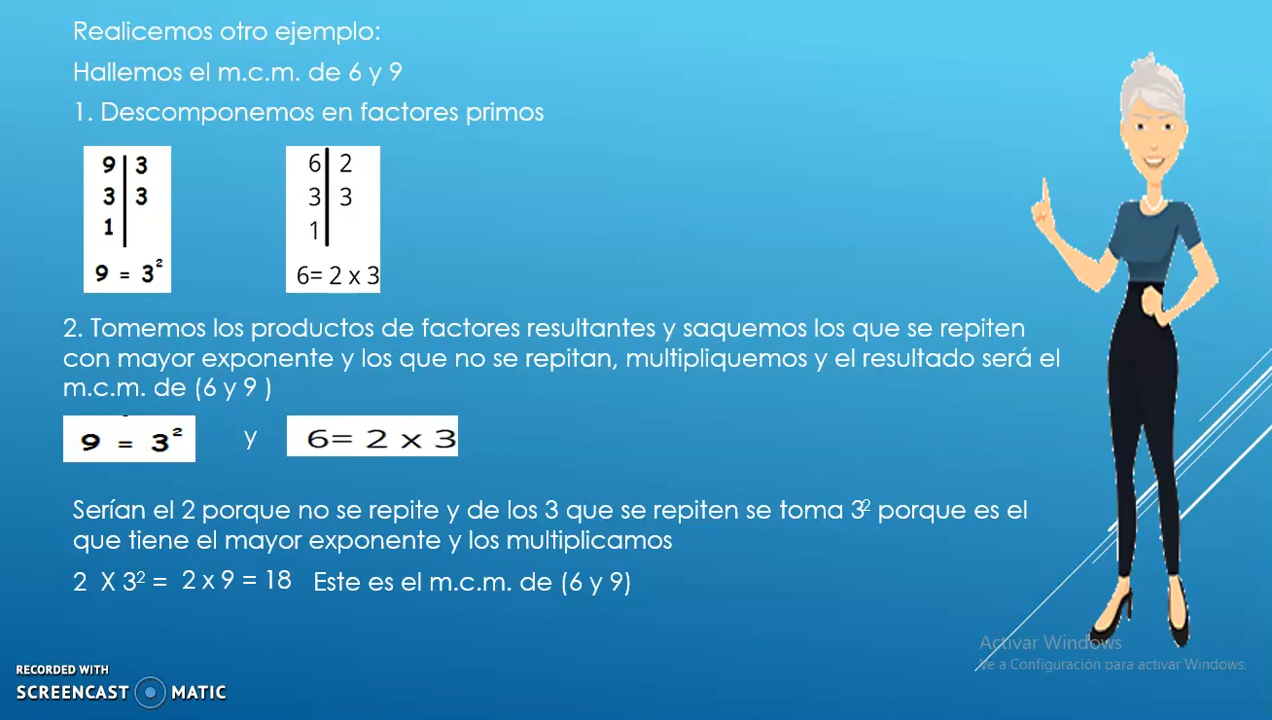 Realicemos otro ejemplo:
Hallemos el m.c.m. de 6 y 9
1. Descomponemos en factores primos
9 | 3
3 | 3
1 |
9 = 3²
6 | 2
3 | 3
1 |
6= 2 x 3
2. Tomemos los productos de factores resultantes y saquemos los que se repiten
con mayor exponente y los que no se repitan, multipliquemos y el resultado será el
m.c.m. de (6 y 9 )
9 = 3² y 6= 2 x 3
Serían el 2 porque no se repite y de los 3 que se repiten se toma 3² porque es el
que tiene el mayor exponente y los multiplicamos
2 X 3² = 2 x 9 = 18 Este es el m.c.m. de (6 y 9)
Activar Windows
Ve a Configuración para activar Windows.
RECORDED WITH
SCREENCAST MATIC